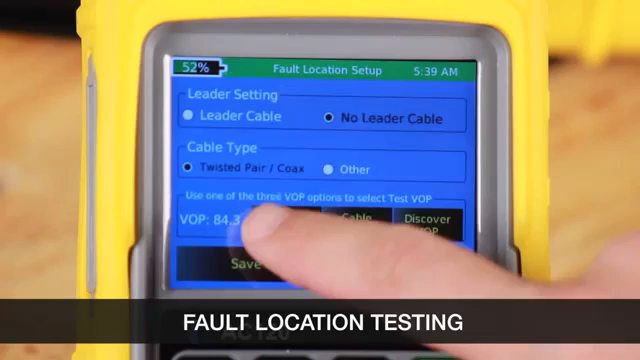 52% Fault Location Setup 5:39 AM
Leader Setting
Leader Cable No Leader Cable
Cable Type
Twisted Pair / Coax Other
Use one of the three VOP options to select Test VOP
VOP: 84.3 Cable Discover
VOP
Save
FAULT LOCATION TESTING